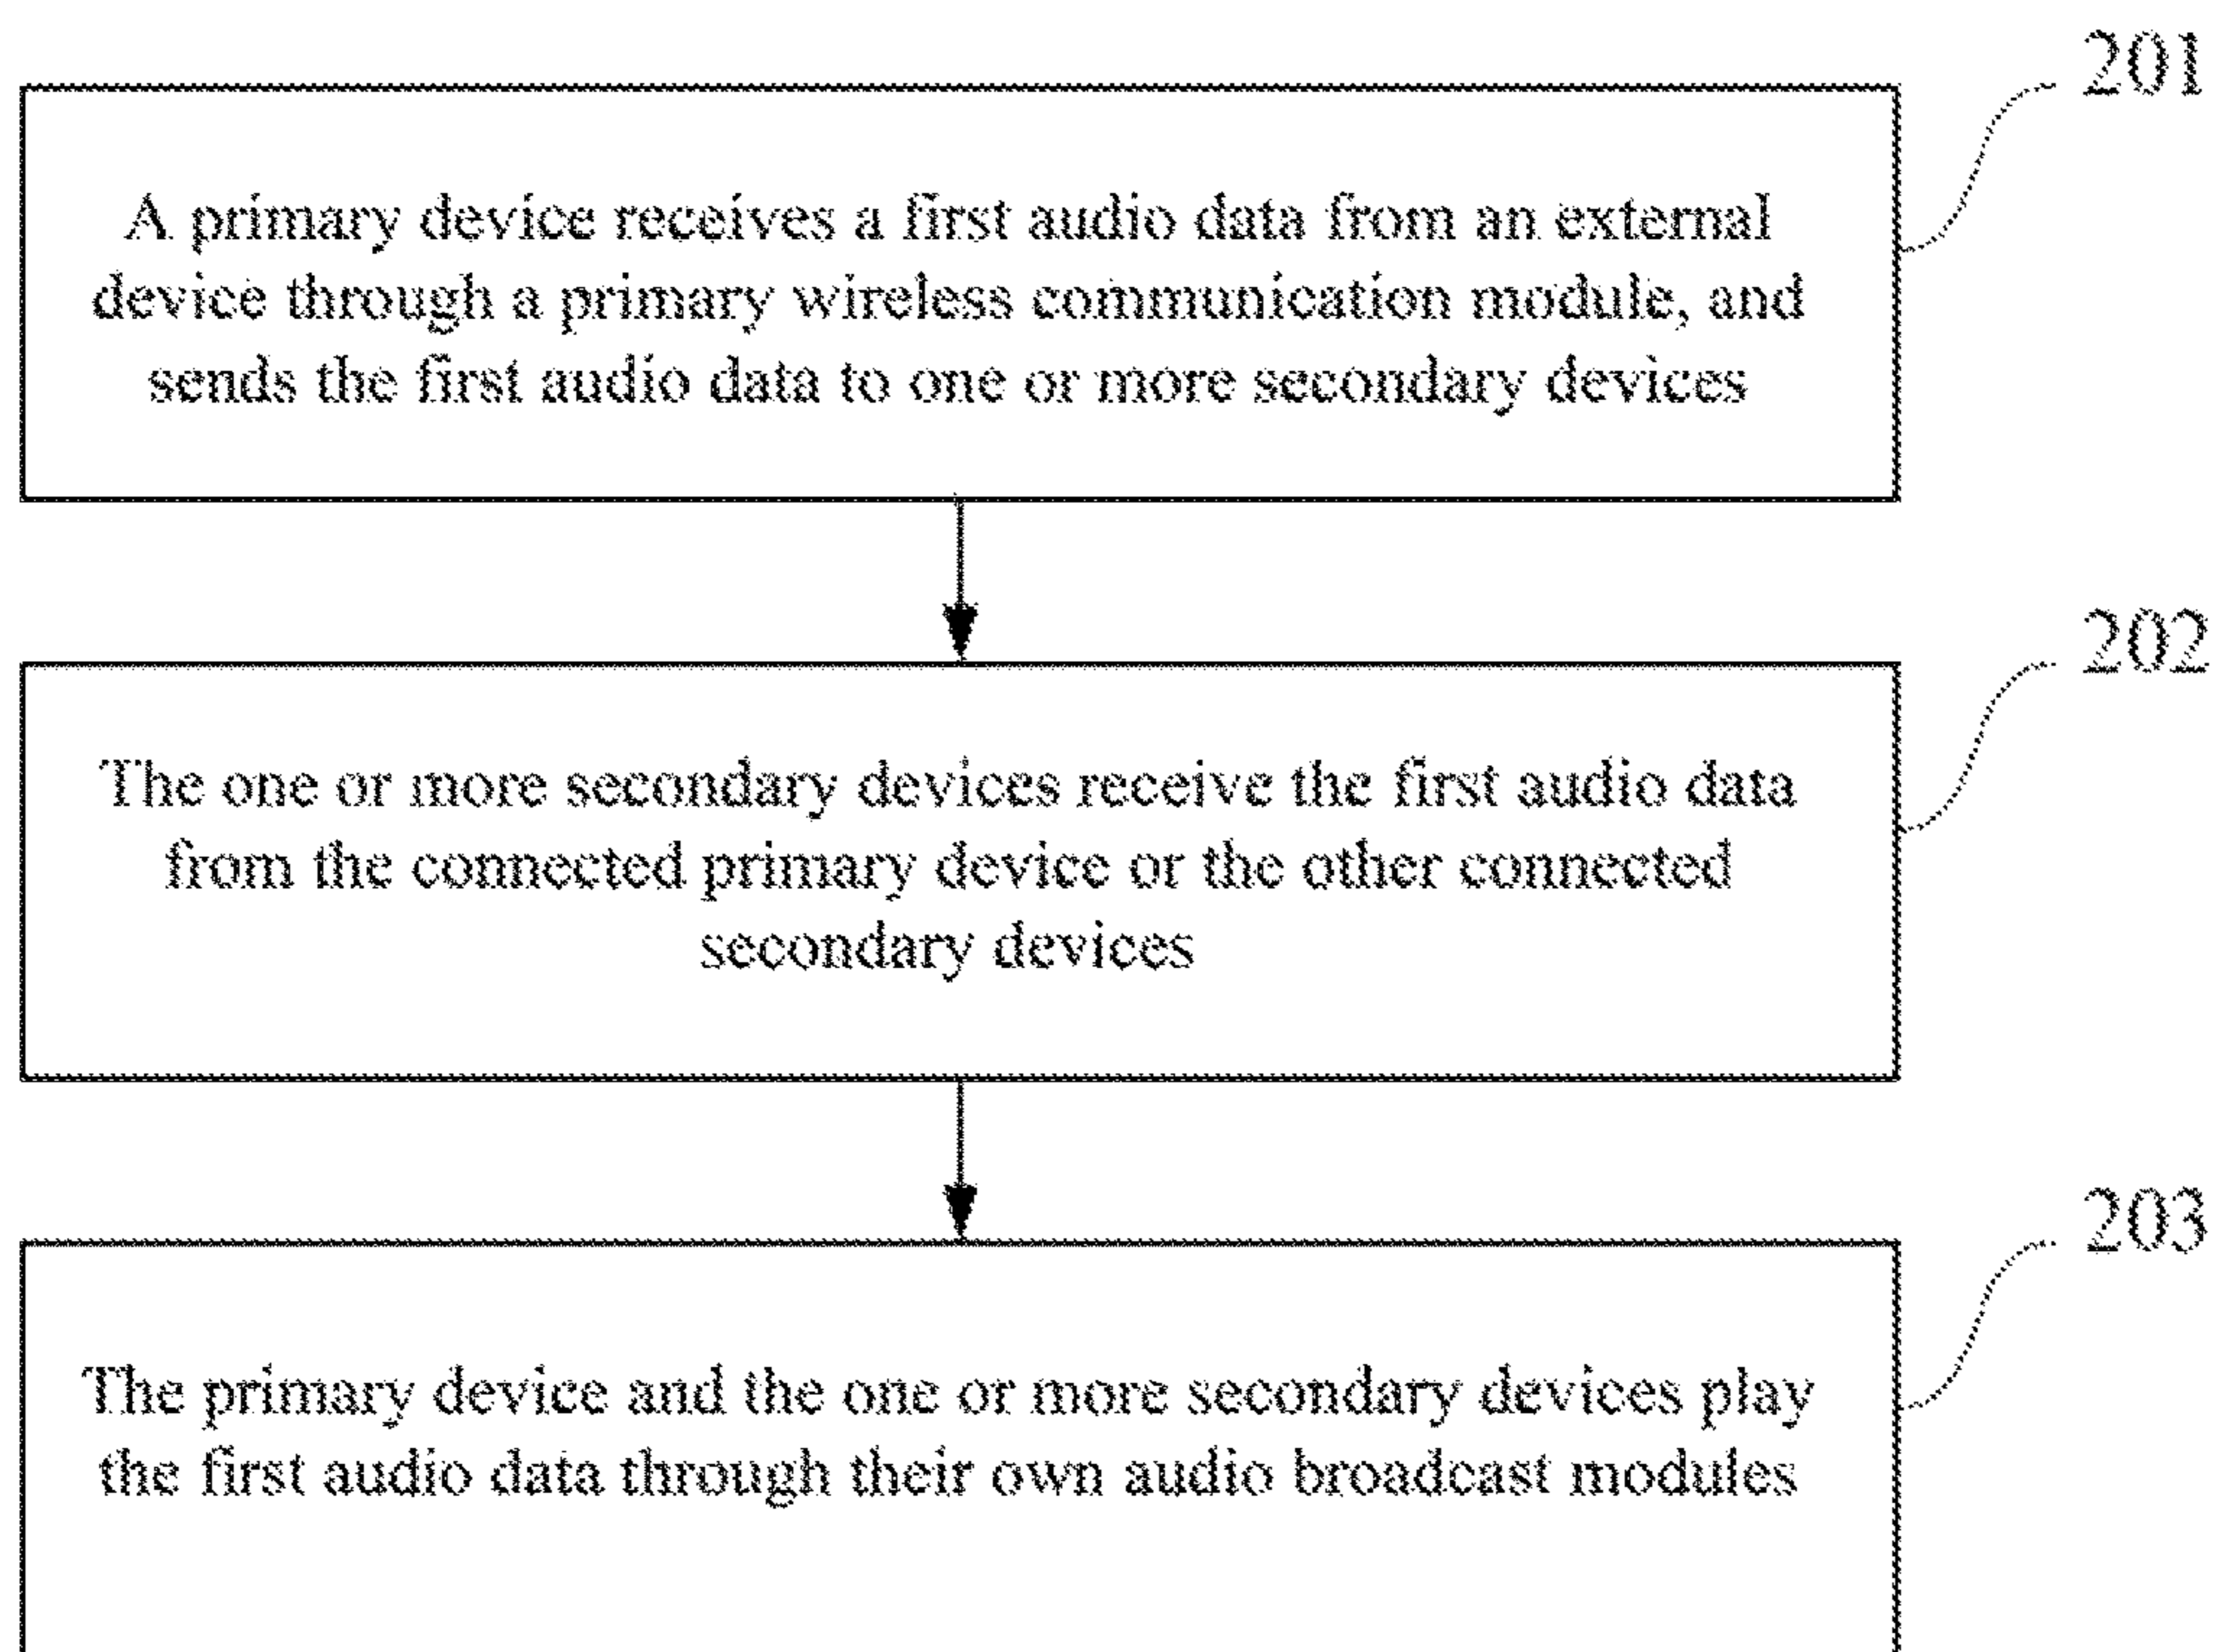 201
A primary device receives a first audio data from an external
device through a primary wireless communication module, and
sends the first audio data to one or more secondary devices
202
The one or more secondary devices receive the first audio data
from the connected primary device or the other connected
secondary devices
203
The primary device and the one or more secondary devices play
the first audio data through their own audio broadcast modules